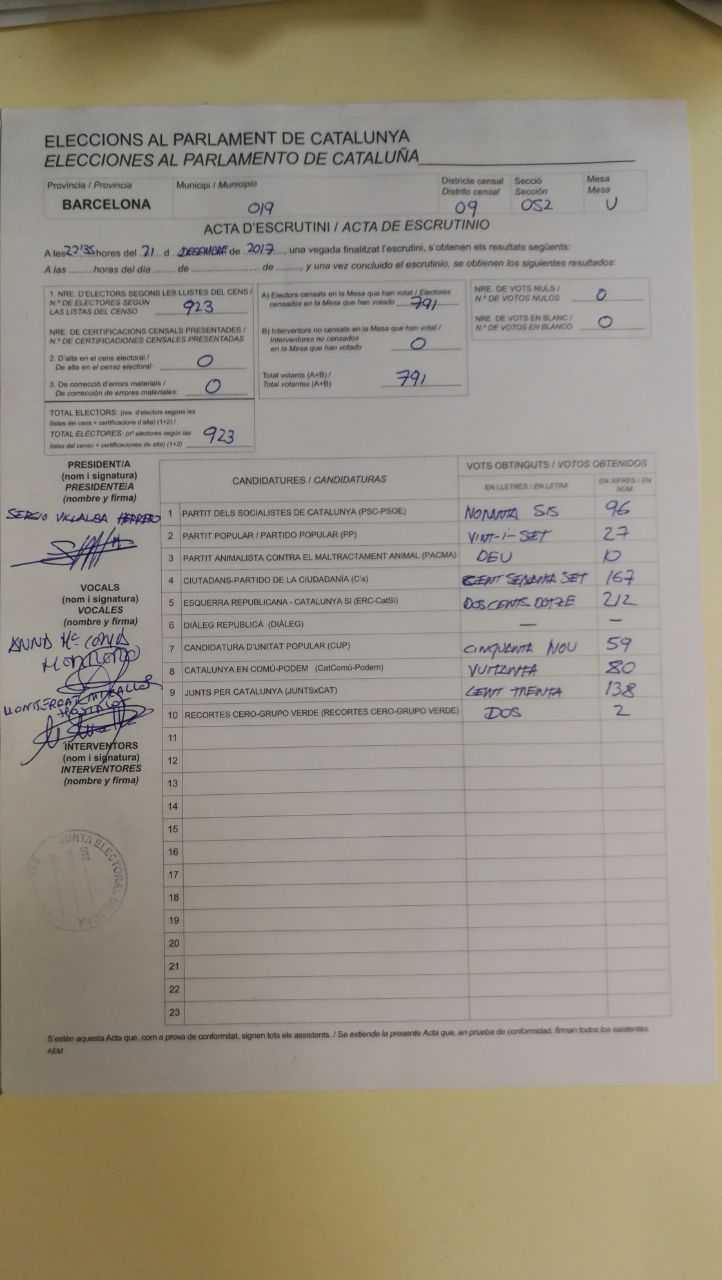 ELECCIONS AL PARLAMENT DE CATALUNYA
ELECCIONES AL PARLAMENTO DE CATALUÑA
Província / Provincia Municipi / Municipio Districte censal Secció Mesa
Distrito censal Sección Mesa
BARCELONA 019 09 052 U
ACTA D'ESCRUTINI / ACTA DE ESCRUTINIO
A les 22'35 hores del 21 d DESEMBRE de 2017, una vegada finalitzat l'escrutini, s'obtenen els resultats següents:
A las ........ horas del día ....... de ........................... de ........, y una vez concluido el escrutinio, se obtienen los siguientes resultados:
1. NRE. D'ELECTORS SEGONS LES LLISTES DEL CENS /
N.º DE ELECTORES SEGÚN
LAS LISTAS DEL CENSO 923
NRE. DE CERTIFICACIONS CENSALS PRESENTADES /
N.º DE CERTIFICACIONES CENSALES PRESENTADAS
2. D'alta en el cens electoral /
De alta en el censo electoral: 0
3. De correcció d'errors materials /
De corrección de errores materiales: 0
TOTAL ELECTORS: (nre. d'electors segons les
llistes del cens + certificacions d'alta) (1+2) /
TOTAL ELECTORES: (nº electores según las
listas del censo + certificaciones de alta) (1+2) 923
A) Electors censats en la Mesa que han votat / Electores
censados en la Mesa que han votado 791
B) Interventors no censats en la Mesa que han votat /
Interventores no censados
en la Mesa que han votado 0
Total votants (A+B) /
Total votantes (A+B) 791
NRE. DE VOTS NULS /
N.º DE VOTOS NULOS 0
NRE. DE VOTS EN BLANC /
N.º DE VOTOS EN BLANCO 0
PRESIDENT/A
(nom i signatura)
PRESIDENTE/A
(nombre y firma)
SERGIO VILLALBA HERRERO
VOCALS
(nom i signatura)
VOCALES
(nombre y firma)
ANNA Mª
MONTSERRAT
INTERVENTORS
(nom i signatura)
INTERVENTORES
(nombre y firma)
JUNTA ELECTORAL DE ZONA
CANDIDATURES / CANDIDATURAS VOTS OBTINGUTS / VOTOS OBTENIDOS
EN LLETRES / EN LETRA EN XIFRES / EN NÚM
1 PARTIT DELS SOCIALISTES DE CATALUNYA (PSC-PSOE) NORANTA SIS 96
2 PARTIT POPULAR / PARTIDO POPULAR (PP) VINT-I-SET 27
3 PARTIT ANIMALISTA CONTRA EL MALTRACTAMENT ANIMAL (PACMA) DEU 10
4 CIUTADANS-PARTIDO DE LA CIUDADANÍA (C's) CENT SEIXANTA SET 167
5 ESQUERRA REPUBLICANA - CATALUNYA SI (ERC-CatSI) DOS CENTS DOTZE 212
6 DIÀLEG REPUBLICÀ (DIÀLEG) — –
7 CANDIDATURA D'UNITAT POPULAR (CUP) CINQUANTA NOU 59
8 CATALUNYA EN COMÚ-PODEM (CatComú-Podem) VUITANTA 80
9 JUNTS PER CATALUNYA (JUNTSxCAT) CENT TREINTA 138
10 RECORTES CERO-GRUPO VERDE (RECORTES CERO-GRUPO VERDE) DOS 2
11
12
13
14
15
16
17
18
19
20
21
22
23
S'estén aquesta Acta que, com a prova de conformitat, signen tots els assistents. / Se extiende la presente Acta que, en prueba de conformidad, firman todos los asistentes.
AEM